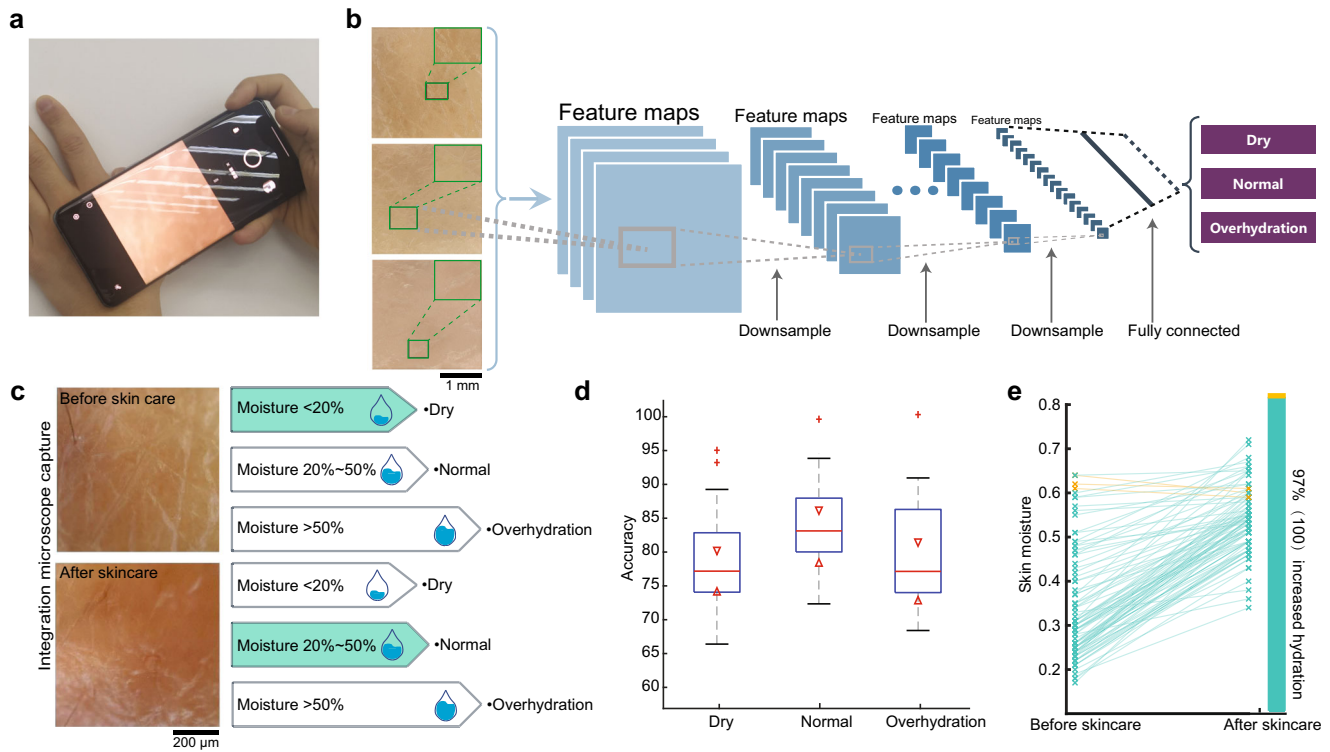 a
b
Feature maps
Feature maps
Feature maps
Feature maps
Dry
Normal
Overhydration
Downsample
Downsample
Downsample
Fully connected
1 mm
c
Integration microscope capture
Before skin care
After skincare
200 µm
Moisture <20%
•Dry
Moisture 20%~50%
•Normal
Moisture >50%
•Overhydration
Moisture <20%
•Dry
Moisture 20%~50%
•Normal
Moisture >50%
•Overhydration
d
Accuracy
100
95
90
85
80
75
70
65
60
Dry
Normal
Overhydration
e
Skin moisture
0.8
0.7
0.6
0.5
0.4
0.3
0.2
Before skincare
After skincare
97%（100）increased hydration